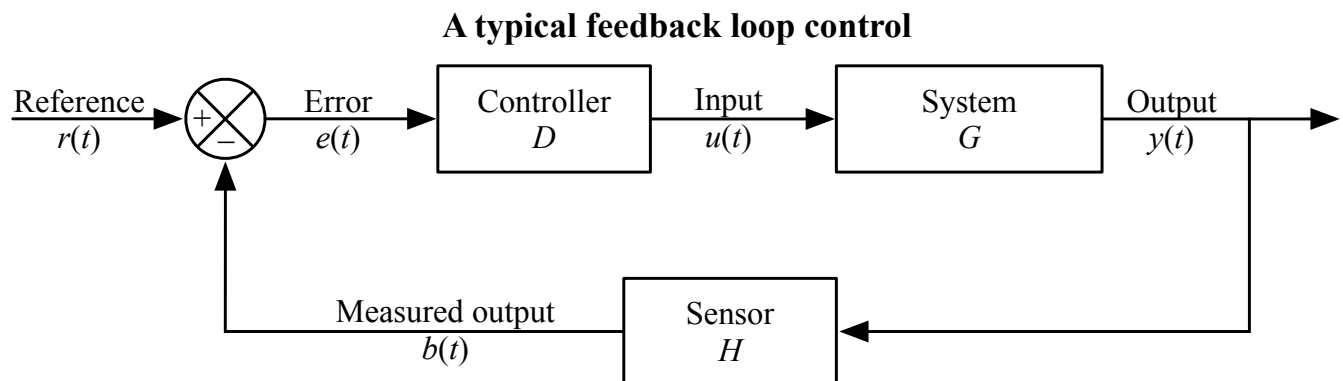 A typical feedback loop control
Reference
r(t)
+
−
Error
e(t)
Controller
D
Input
u(t)
System
G
Output
y(t)
Measured output
b(t)
Sensor
H